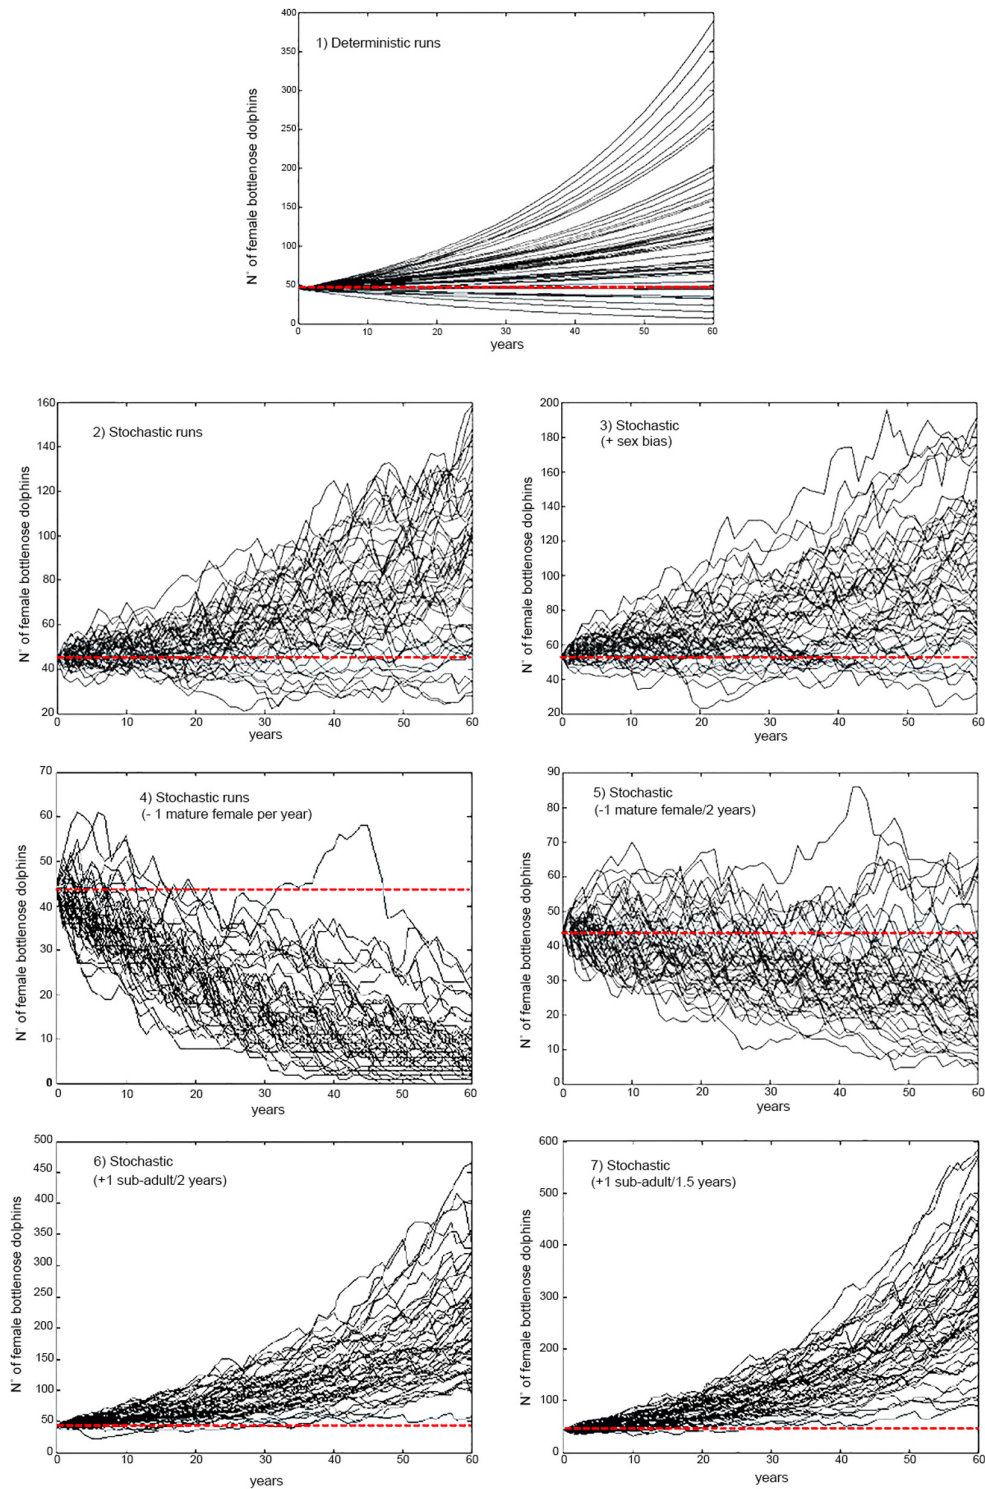 1) Deterministic runs
N° of female bottlenose dolphins
400
350
300
250
200
150
100
50
0
0 10 20 30 40 50 60
years
2) Stochastic runs
N° of female bottlenose dolphins
160
140
120
100
80
60
40
20
0 10 20 30 40 50 60
years
3) Stochastic
(+ sex bias)
N° of female bottlenose dolphins
200
180
160
140
120
100
80
60
40
20
0 10 20 30 40 50 60
years
4) Stochastic runs
(- 1 mature female per year)
N° of female bottlenose dolphins
70
60
50
40
30
20
10
0
0 10 20 30 40 50 60
years
5) Stochastic
(-1 mature female/2 years)
N° of female bottlenose dolphins
90
80
70
60
50
40
30
20
10
0
0 10 20 30 40 50 60
years
6) Stochastic
(+1 sub-adult/2 years)
N° of female bottlenose dolphins
500
450
400
350
300
250
200
150
100
50
0
0 10 20 30 40 50 60
years
7) Stochastic
(+1 sub-adult/1.5 years)
N° of female bottlenose dolphins
600
500
400
300
200
100
0
0 10 20 30 40 50 60
years